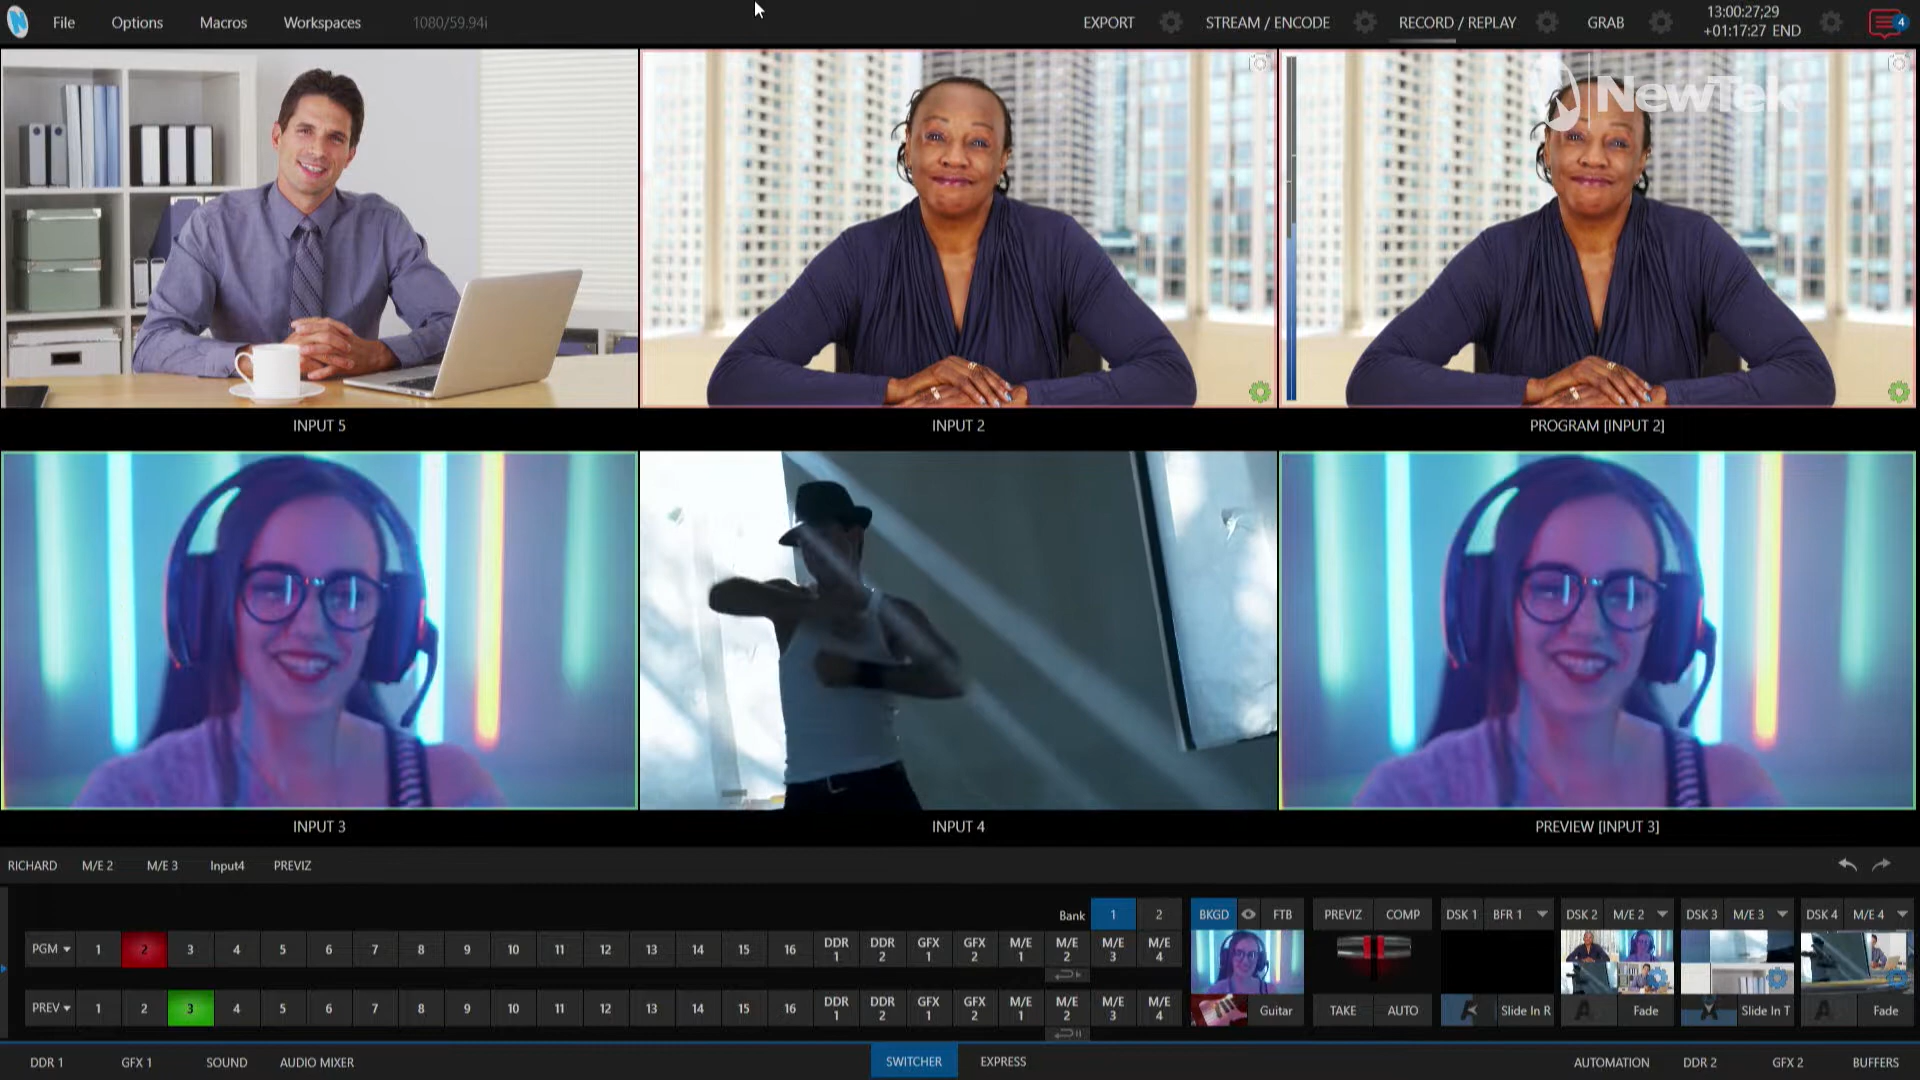 File
Options
Macros
Workspaces
1080/59.94i
EXPORT
STREAM / ENCODE
RECORD / REPLAY
GRAB
13:00:27;29
+01:17:27 END
4
NewTek
INPUT 5
INPUT 2
PROGRAM [INPUT 2]
INPUT 3
INPUT 4
PREVIEW [INPUT 3]
RICHARD
M/E 2
M/E 3
Input4
PREVIZ
Bank
1
2
BKGD
FTB
PREVIZ
COMP
DSK 1
BFR 1
DSK 2
M/E 2
DSK 3
M/E 3
DSK 4
M/E 4
PGM
1
2
3
4
5
6
7
8
9
10
11
12
13
14
15
16
DDR 1
DDR 2
GFX 1
GFX 2
M/E 1
M/E 2
M/E 3
M/E 4
PREV
1
2
3
4
5
6
7
8
9
10
11
12
13
14
15
16
DDR 1
DDR 2
GFX 1
GFX 2
M/E 1
M/E 2
M/E 3
M/E 4
Guitar
TAKE
AUTO
Slide In R
Fade
Slide In T
Fade
DDR 1
GFX 1
SOUND
AUDIO MIXER
SWITCHER
EXPRESS
AUTOMATION
DDR 2
GFX 2
BUFFERS